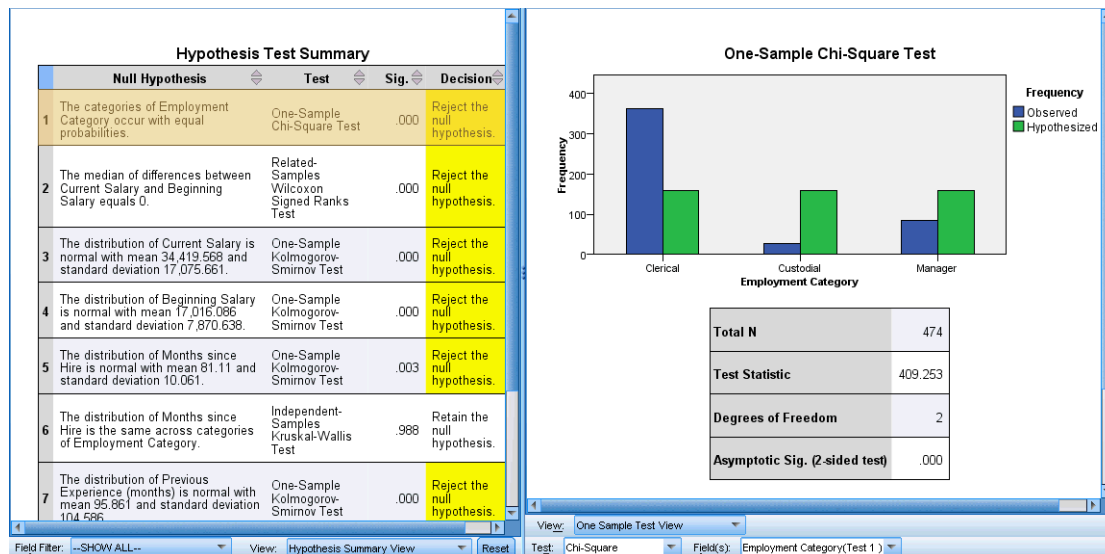 Hypothesis Test Summary
Null Hypothesis Test Sig. Decision
1
The categories of Employment
Category occur with equal
probabilities.
One-Sample
Chi-Square Test
.000
Reject the
null
hypothesis.
2
The median of differences between
Current Salary and Beginning
Salary equals 0.
Related-
Samples
Wilcoxon
Signed Ranks
Test
.000
Reject the
null
hypothesis.
3
The distribution of Current Salary is
normal with mean 34,419.568 and
standard deviation 17,075.661.
One-Sample
Kolmogorov-
Smirnov Test
.000
Reject the
null
hypothesis.
4
The distribution of Beginning Salary
is normal with mean 17,016.086
and standard deviation 7,870.638.
One-Sample
Kolmogorov-
Smirnov Test
.000
Reject the
null
hypothesis.
5
The distribution of Months since
Hire is normal with mean 81.11 and
standard deviation 10.061.
One-Sample
Kolmogorov-
Smirnov Test
.003
Reject the
null
hypothesis.
6
The distribution of Months since
Hire is the same across categories
of Employment Category.
Independent-
Samples
Kruskal-Wallis
Test
.988
Retain the
null
hypothesis.
7
The distribution of Previous
Experience (months) is normal with
mean 95.861 and standard deviation
104.586.
One-Sample
Kolmogorov-
Smirnov Test
.000
Reject the
null
hypothesis.
Field Filter: --SHOW ALL-- View: Hypothesis Summary View Reset
One-Sample Chi-Square Test
Frequency
400
300
200
100
0
Clerical Custodial Manager
Employment Category
Frequency
Observed
Hypothesized
Total N 474
Test Statistic 409.253
Degrees of Freedom 2
Asymptotic Sig. (2-sided test) .000
View: One Sample Test View
Test: Chi-Square Field(s): Employment Category(Test 1 )